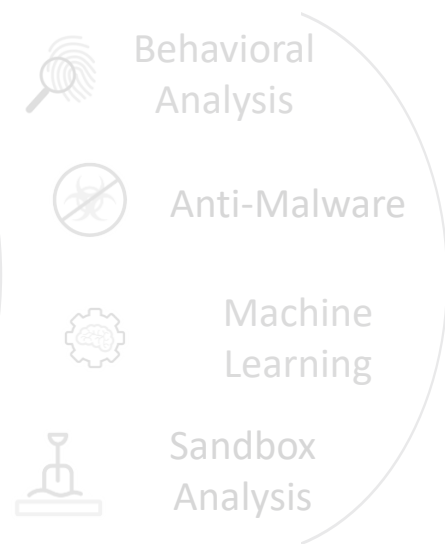 Behavioral
Analysis
Anti-Malware
Machine
Learning
Sandbox
Analysis